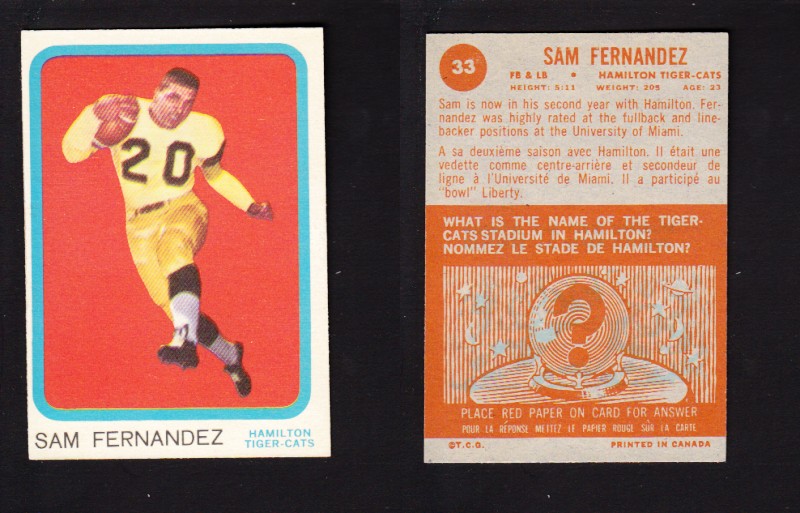 20
SAM FERNANDEZ
HAMILTON
TIGER-CATS
33
SAM FERNANDEZ
FB & LB • HAMILTON TIGER-CATS
HEIGHT: 5:11 WEIGHT: 205 AGE: 23
Sam is now in his second year with Hamilton. Fer-
nandez was highly rated at the fullback and line-
backer positions at the University of Miami.
A sa deuxième saison avec Hamilton. Il était une
vedette comme centre-arrière et secondeur de
ligne à l'Université de Miami. Il a participé au
"bowl" Liberty.
WHAT IS THE NAME OF THE TIGER-
CATS STADIUM IN HAMILTON?
NOMMEZ LE STADE DE HAMILTON?
?
PLACE RED PAPER ON CARD FOR ANSWER
POUR LA RÉPONSE METTEZ LE PAPIER ROUGE SUR LA CARTE
©T.C.G. PRINTED IN CANADA